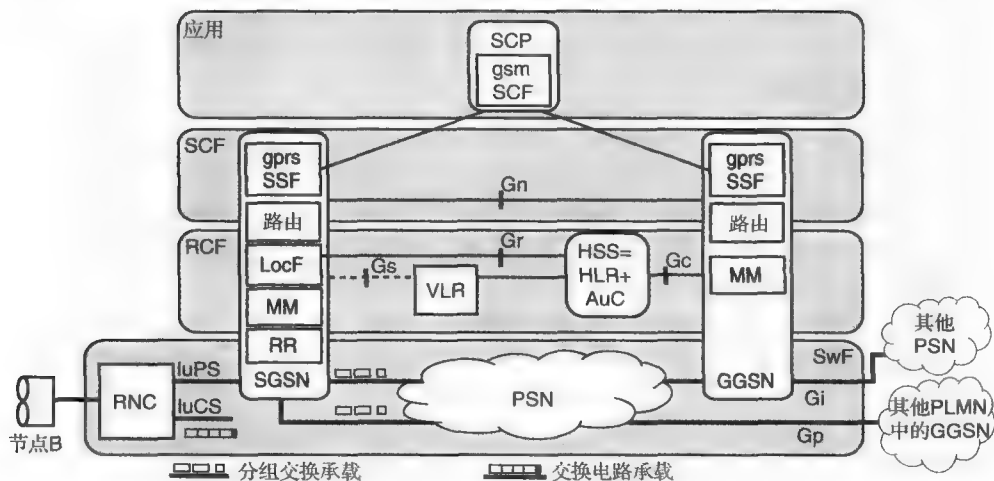 应用
SCP
gsm
SCF
SCF
gprs
SSF
Gn
gprs
SSF
路由
路由
RCF
Gr
LocF
Gs
VLR
HSS=
HLR+
AuC
Gc
MM
MM
RR
其他
PSN
SwF
IuPS
SGSN
PSN
GGSN
RNC
Gi
IuCS
其他PLMN
中的GGSN
节点B
Gp
分组交换承载
交换电路承载